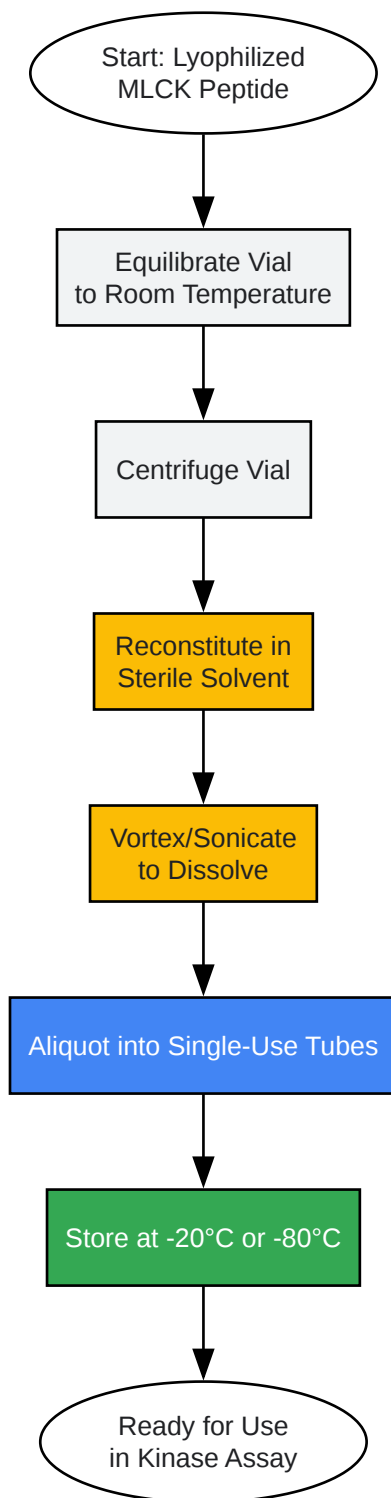 Start: Lyophilized
MLCK Peptide
Equilibrate Vial
to Room Temperature
Centrifuge Vial
Reconstitute in
Sterile Solvent
Vortex/Sonicate
to Dissolve
Aliquot into Single-Use Tubes
Store at -20°C or -80°C
Ready for Use
in Kinase Assay